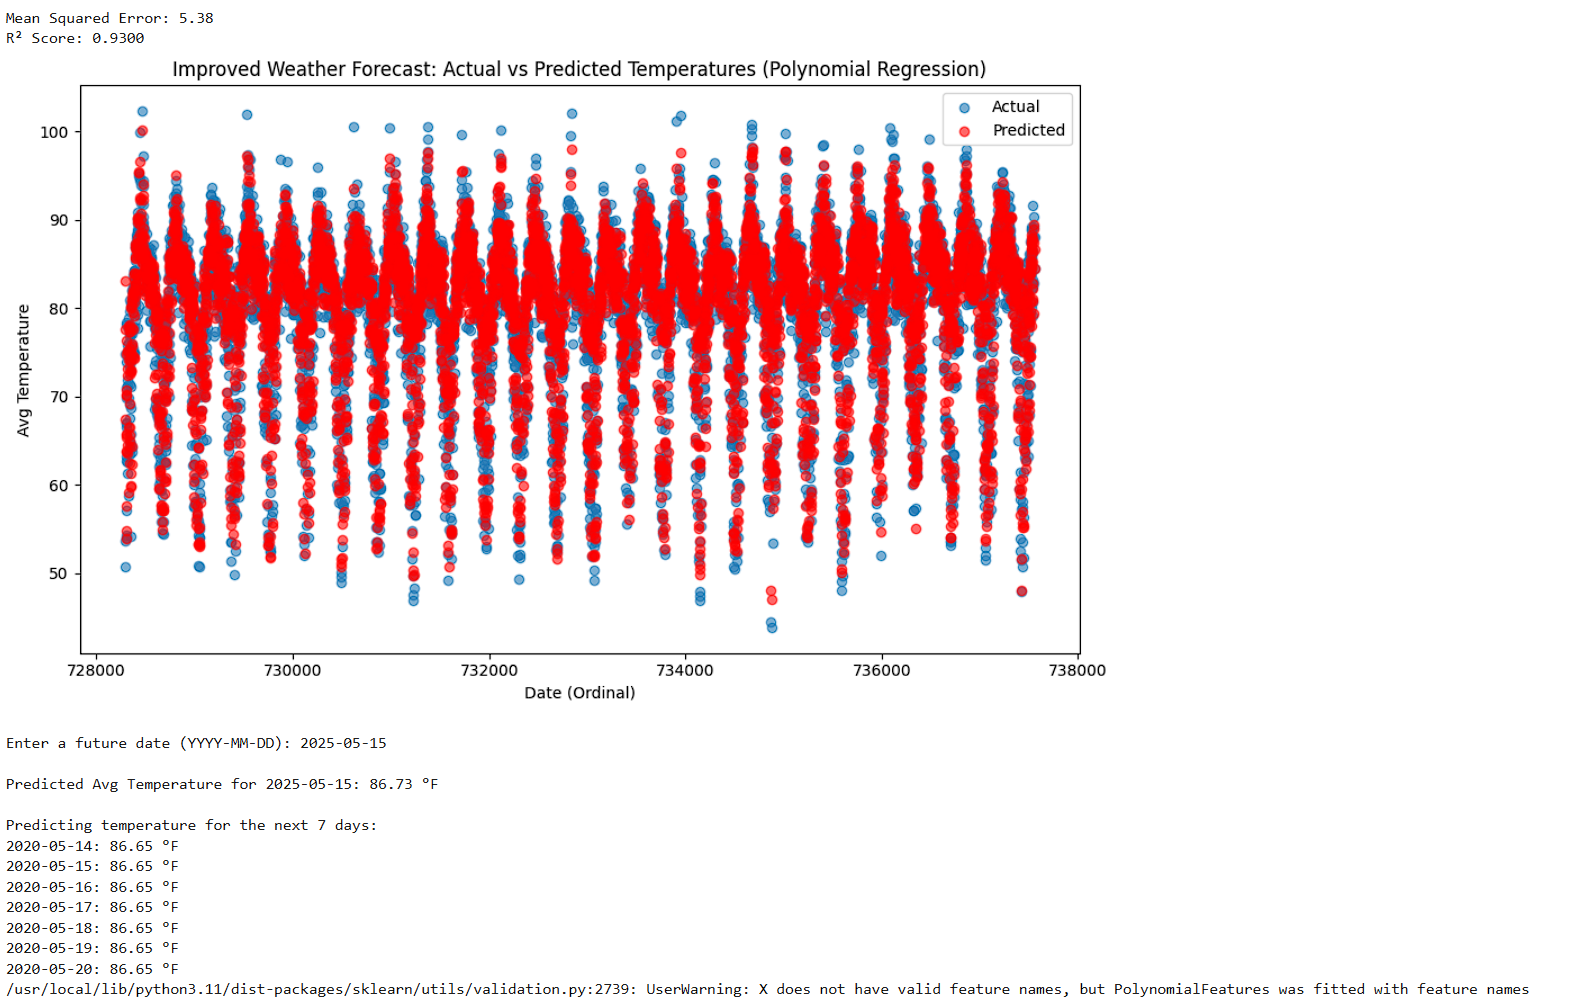 Mean Squared Error: 5.38
R² Score: 0.9300
Improved Weather Forecast: Actual vs Predicted Temperatures (Polynomial Regression)
Actual
Predicted
100
90
80
70
60
50
Avg Temperature
728000 730000 732000 734000 736000 738000
Date (Ordinal)
Enter a future date (YYYY-MM-DD): 2025-05-15
Predicted Avg Temperature for 2025-05-15: 86.73 °F
Predicting temperature for the next 7 days:
2020-05-14: 86.65 °F
2020-05-15: 86.65 °F
2020-05-16: 86.65 °F
2020-05-17: 86.65 °F
2020-05-18: 86.65 °F
2020-05-19: 86.65 °F
2020-05-20: 86.65 °F
/usr/local/lib/python3.11/dist-packages/sklearn/utils/validation.py:2739: UserWarning: X does not have valid feature names, but PolynomialFeatures was fitted with feature names